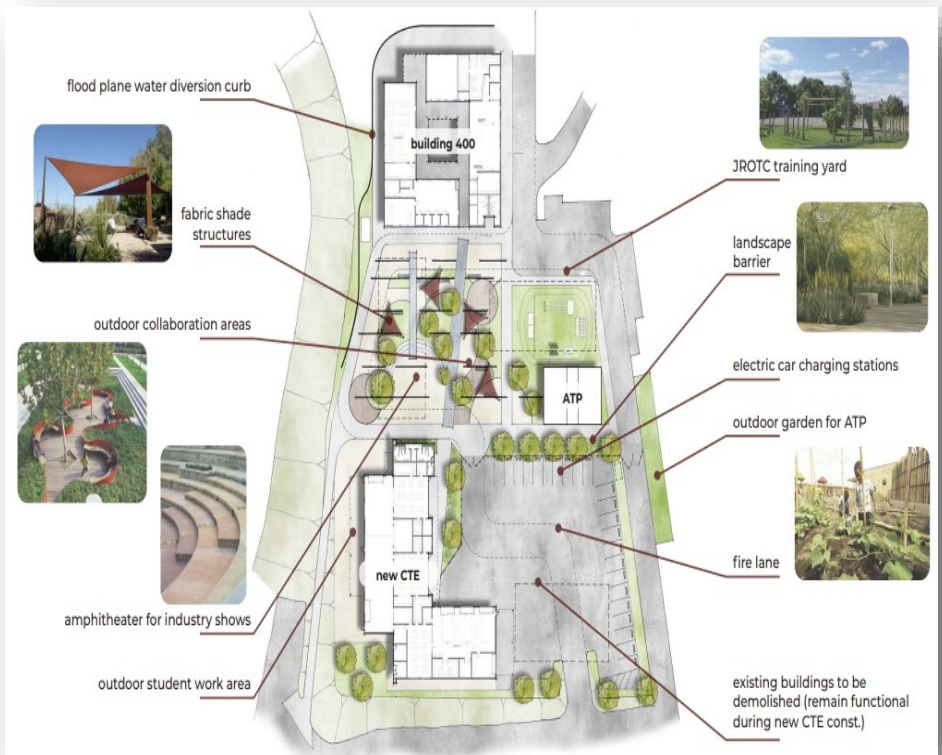 flood plane water diversion curb
building 400
JROTC training yard
fabric shade
structures
landscape
barrier
outdoor collaboration areas
electric car charging stations
ATP
outdoor garden for ATP
fire lane
new CTE
amphitheater for industry shows
outdoor student work area
existing buildings to be
demolished (remain functional
during new CTE const.)